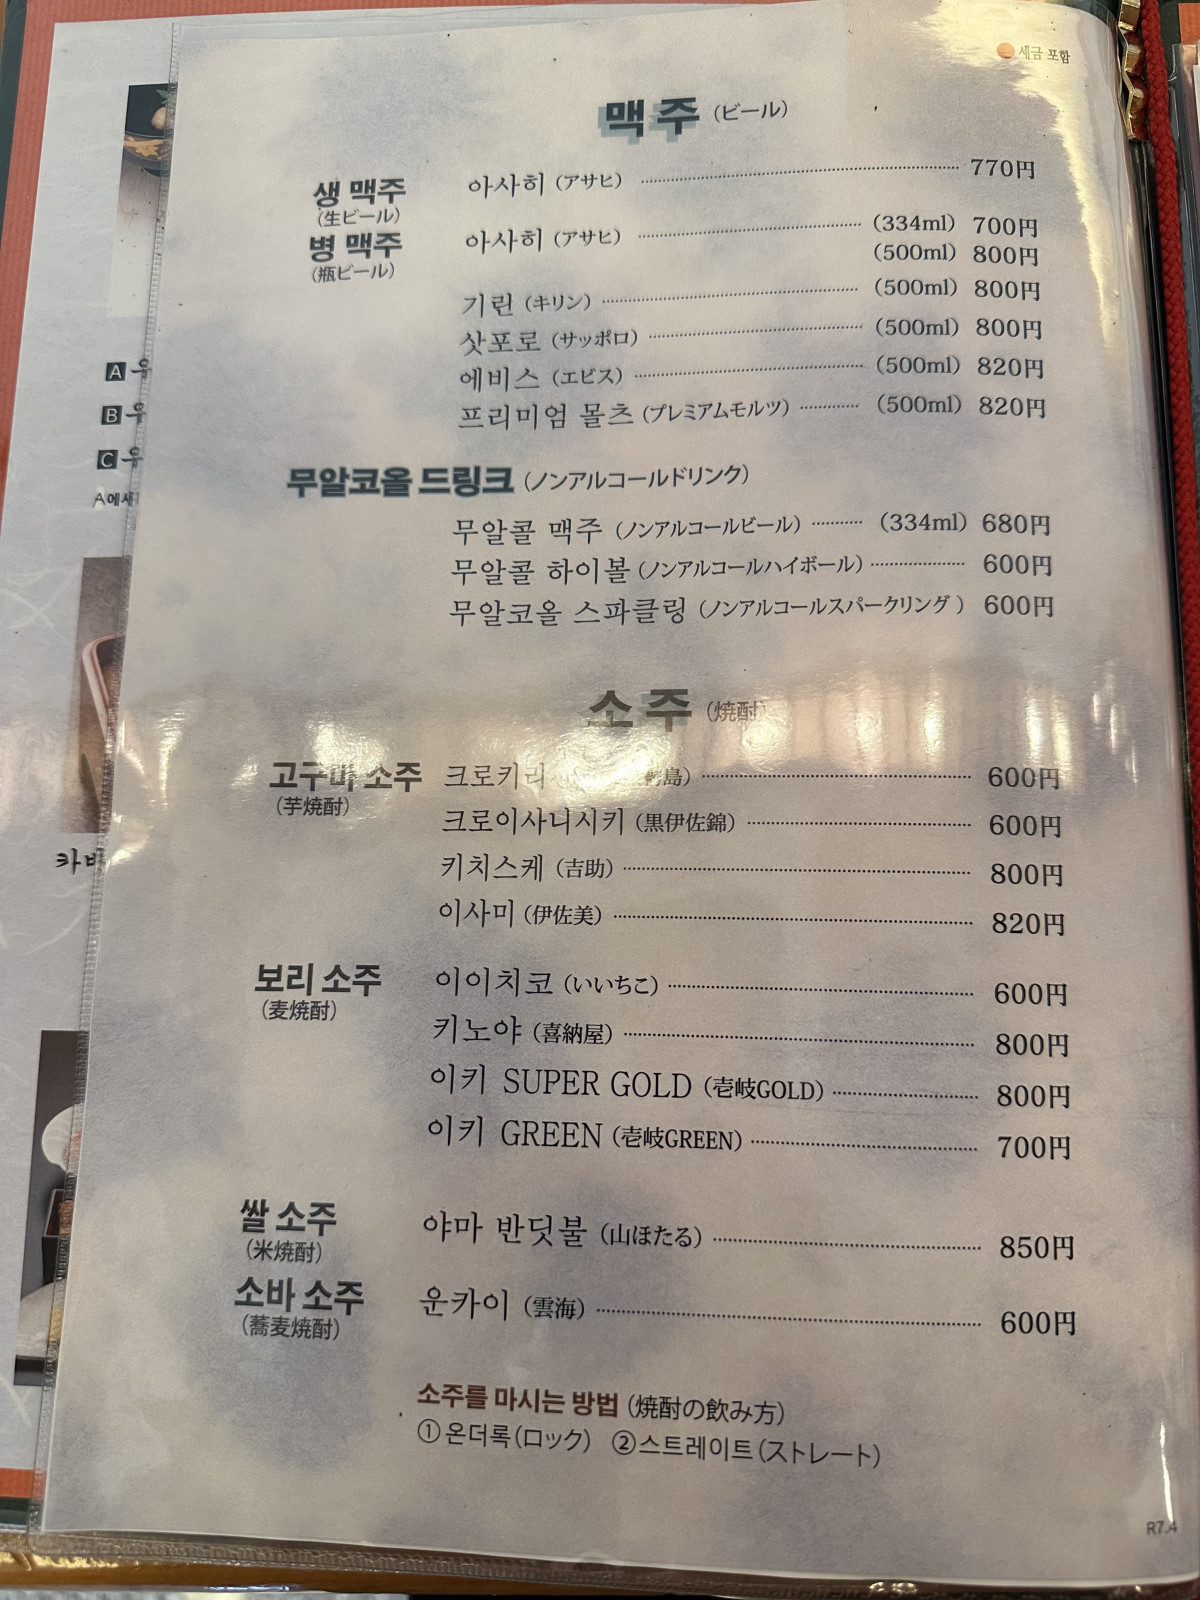 세금 포함
맥주 (ビール)
생 맥주 아사히 (アサヒ) 770円
(生ビール)
병 맥주 아사히 (アサヒ) (334ml) 700円
(瓶ビール) (500ml) 800円
기린 (キリン) (500ml) 800円
삿포로 (サッポロ) (500ml) 800円
에비스 (エビス) (500ml) 820円
프리미엄 몰츠 (プレミアムモルツ) (500ml) 820円
무알코올 드링크 (ノンアルコールドリンク)
무알콜 맥주 (ノンアルコールビール) (334ml) 680円
무알콜 하이볼 (ノンアルコールハイボール) 600円
무알코올 스파클링 (ノンアルコールスパークリング) 600円
소주 (焼酎)
고구마 소주 크로키리 島) 600円
(芋焼酎)
크로이사니시키 (黒伊佐錦) 600円
키치스케 (吉助) 800円
이사미 (伊佐美) 820円
보리 소주 이이치코 (いいちこ) 600円
(麦焼酎)
키노야 (喜納屋) 800円
이키 SUPER GOLD (壱岐GOLD) 800円
이키 GREEN (壱岐GREEN) 700円
쌀 소주 야마 반딧불 (山ほたる) 850円
(米焼酎)
소바 소주 운카이 (雲海) 600円
(蕎麦焼酎)
소주를 마시는 방법 (焼酎の飲み方)
①온더록(ロック) ②스트레이트(ストレート)
R7.4
A
B
C